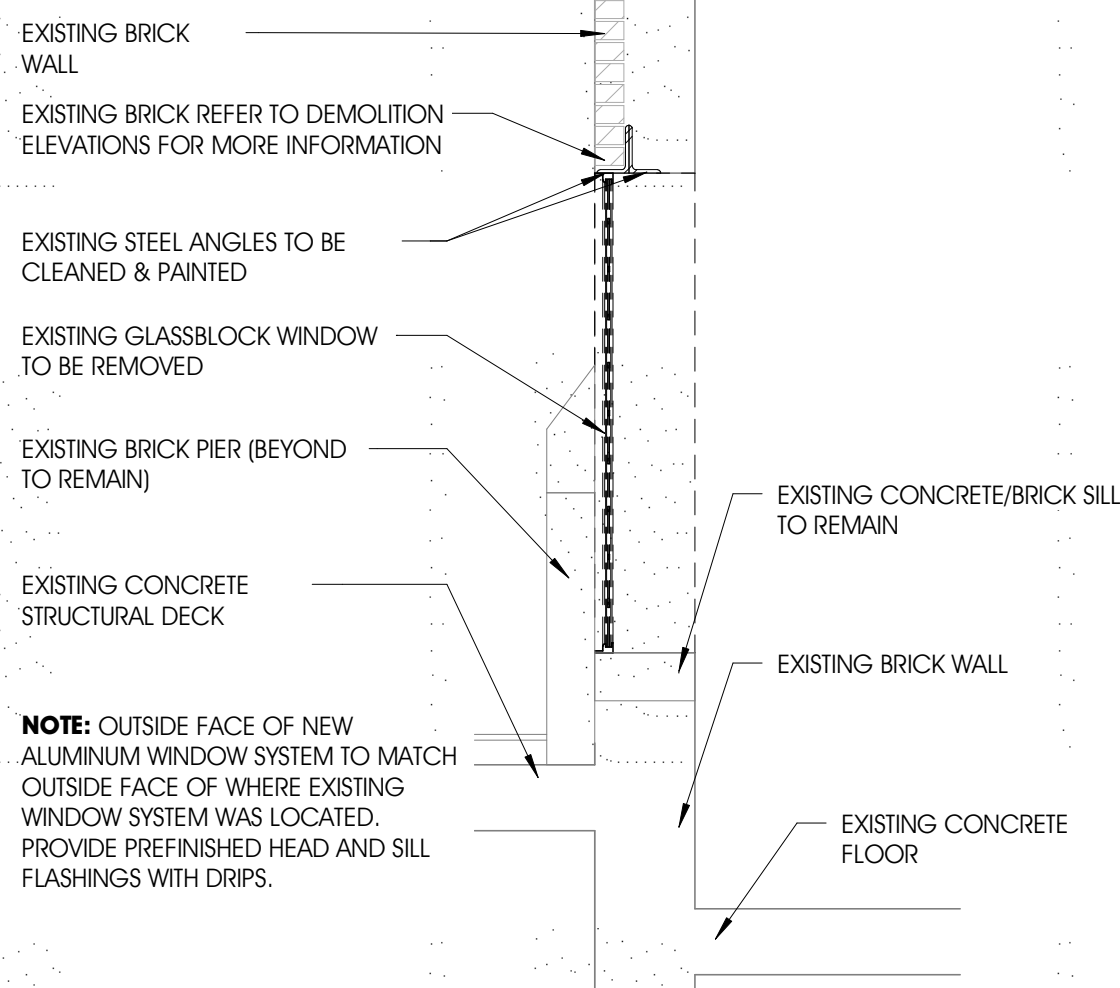 EXISTING BRICK
WALL
EXISTING BRICK REFER TO DEMOLITION
ELEVATIONS FOR MORE INFORMATION
EXISTING STEEL ANGLES TO BE
CLEANED & PAINTED
EXISTING GLASSBLOCK WINDOW
TO BE REMOVED
EXISTING BRICK PIER (BEYOND
TO REMAIN)
EXISTING CONCRETE
STRUCTURAL DECK
NOTE: OUTSIDE FACE OF NEW
ALUMINUM WINDOW SYSTEM TO MATCH
OUTSIDE FACE OF WHERE EXISTING
WINDOW SYSTEM WAS LOCATED.
PROVIDE PREFINISHED HEAD AND SILL
FLASHINGS WITH DRIPS.
EXISTING CONCRETE/BRICK SILL
TO REMAIN
EXISTING BRICK WALL
EXISTING CONCRETE
FLOOR